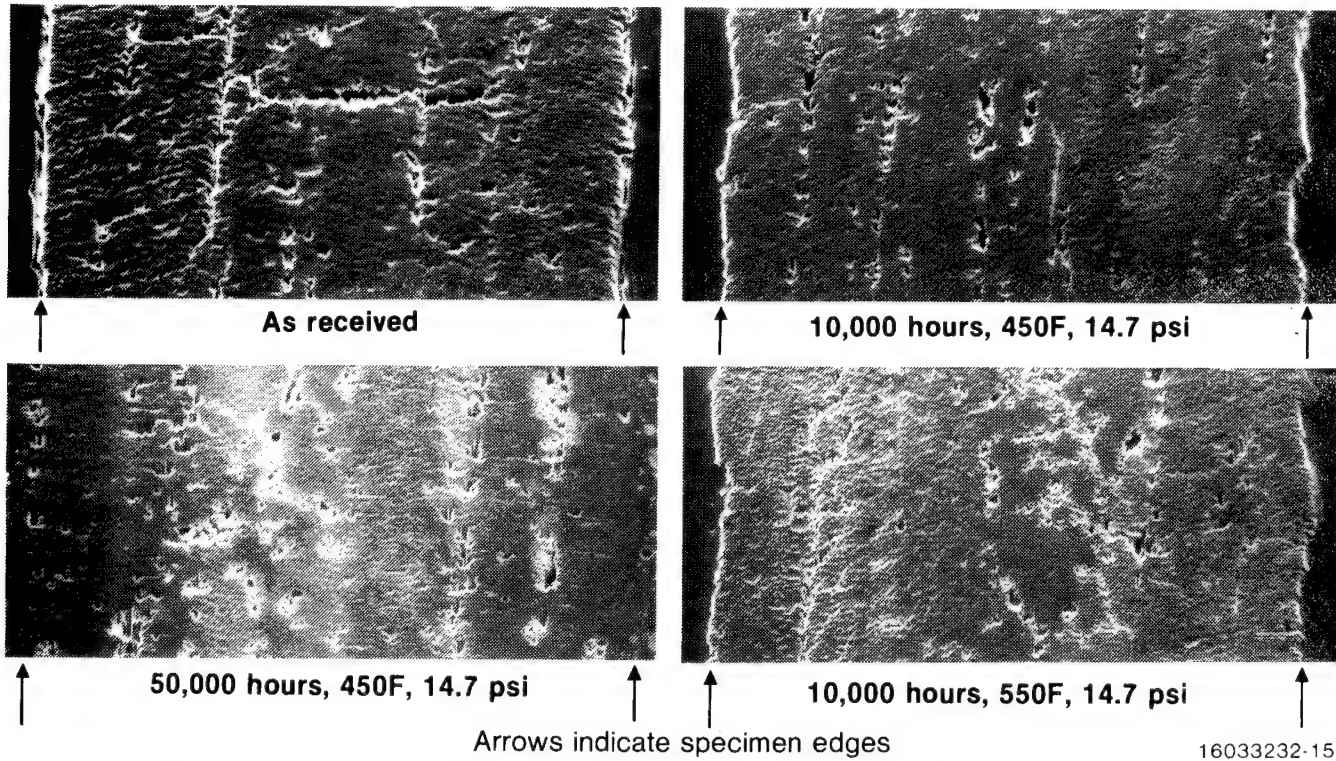 As received
10,000 hours, 450F, 14.7 psi
50,000 hours, 450F, 14.7 psi
10,000 hours, 550F, 14.7 psi
Arrows indicate specimen edges
16033232-15